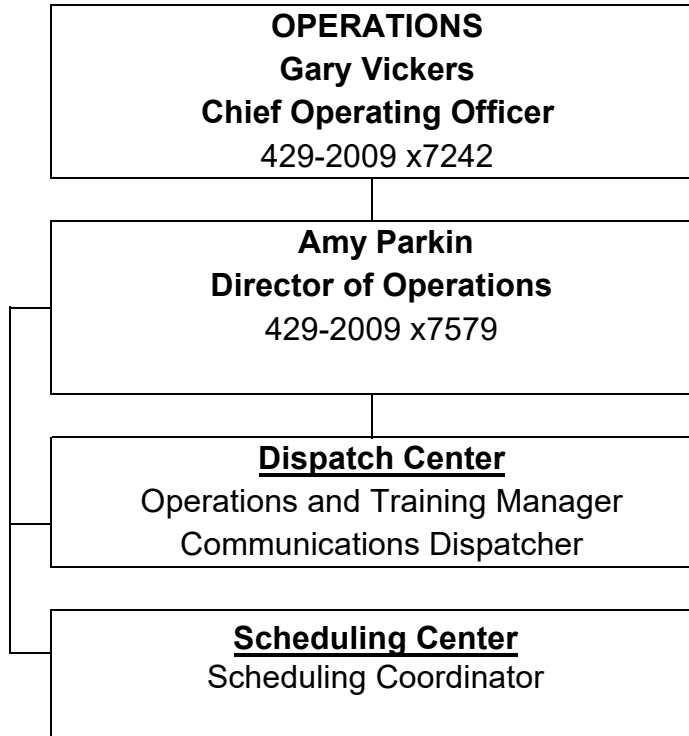 OPERATIONS
Gary Vickers
Chief Operating Officer
429-2009 x7242
Amy Parkin
Director of Operations
429-2009 x7579
Dispatch Center
Operations and Training Manager
Communications Dispatcher
Scheduling Center
Scheduling Coordinator